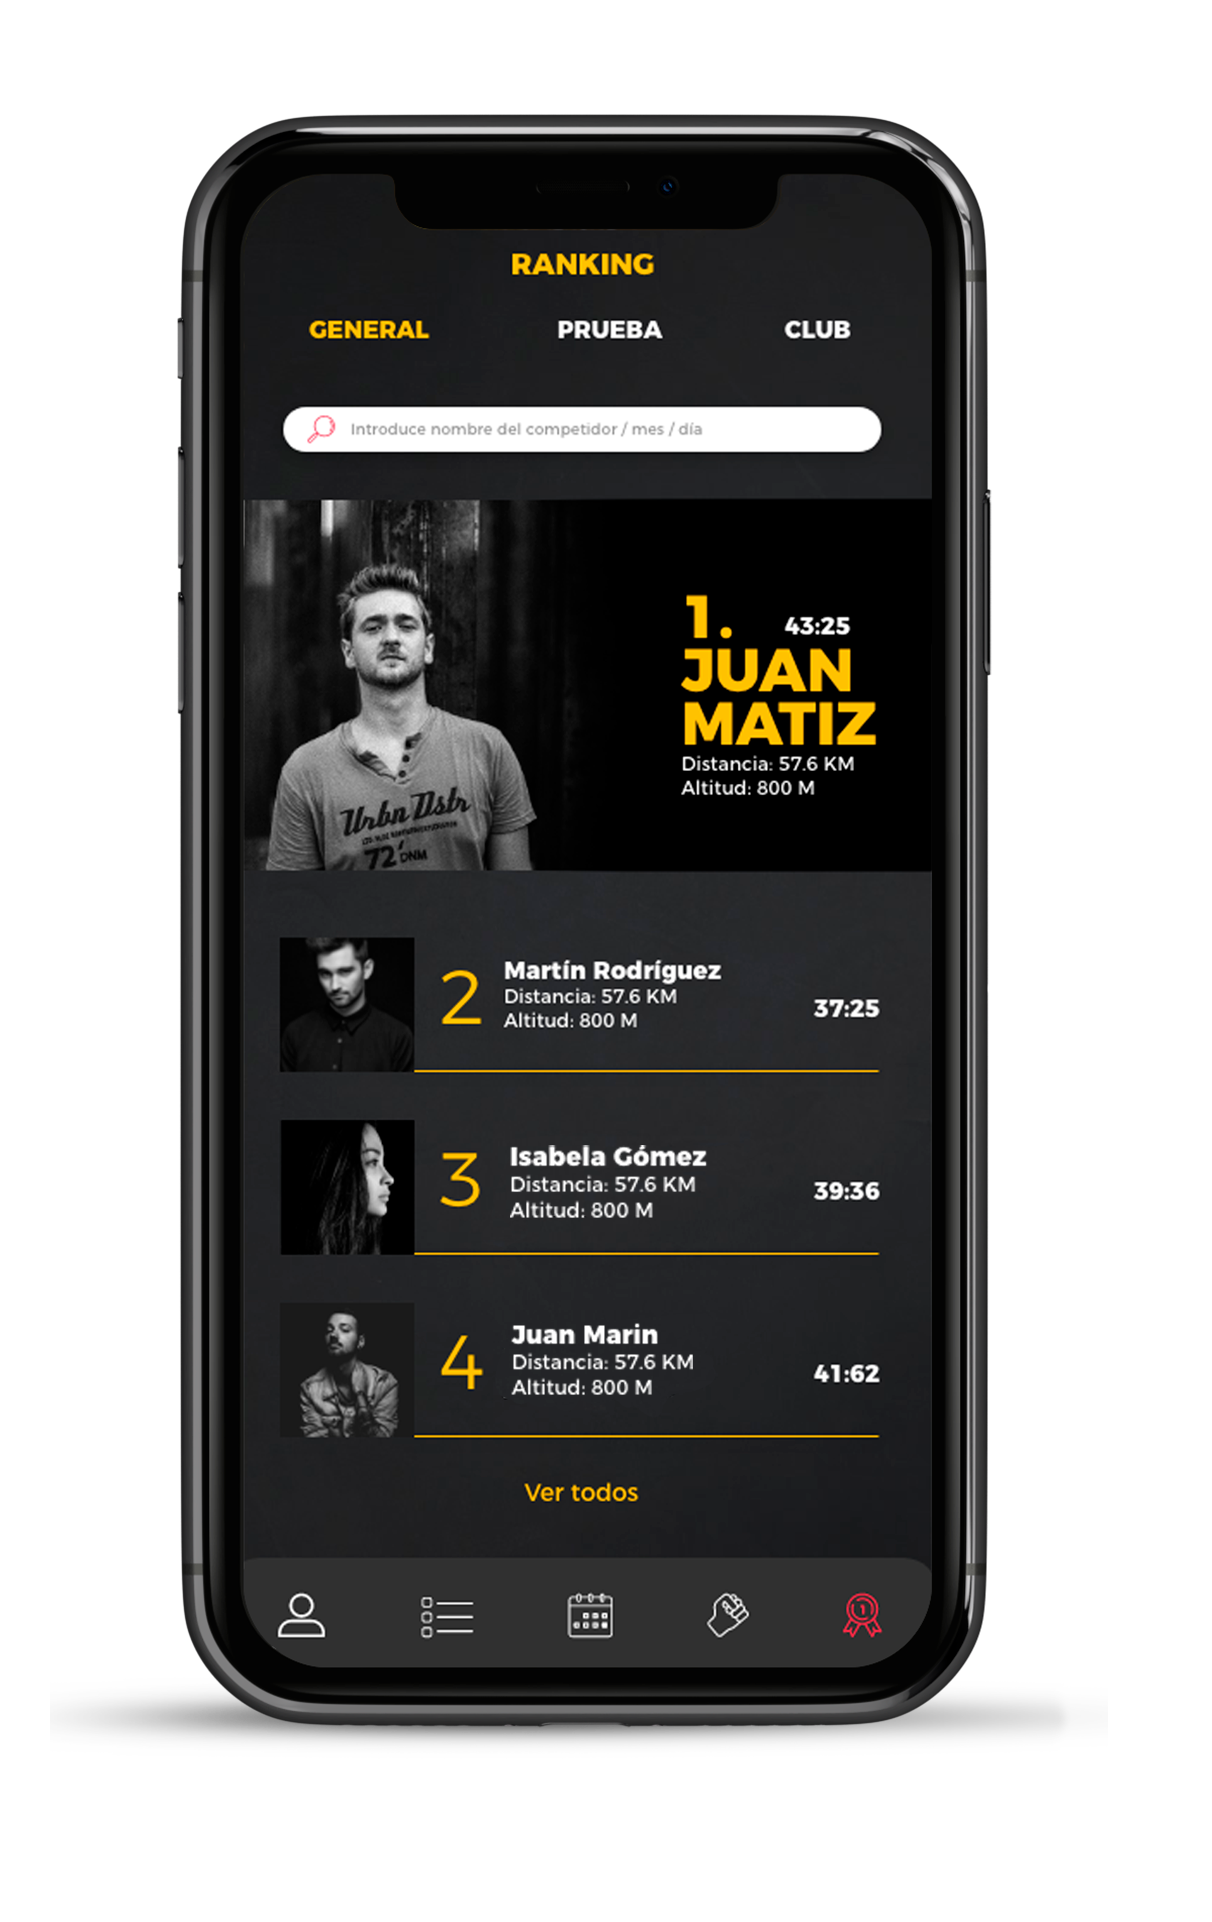 RANKING
GENERAL PRUEBA CLUB
Introduce nombre del competidor / mes / día
1. 43:25
JUAN
MATIZ
Distancia: 57.6 KM
Altitud: 800 M
Urbn Dstr
72 DNM
2 Martín Rodríguez
Distancia: 57.6 KM
Altitud: 800 M
37:25
3 Isabela Gómez
Distancia: 57.6 KM
Altitud: 800 M
39:36
4 Juan Marin
Distancia: 57.6 KM
Altitud: 800 M
41:62
Ver todos
1